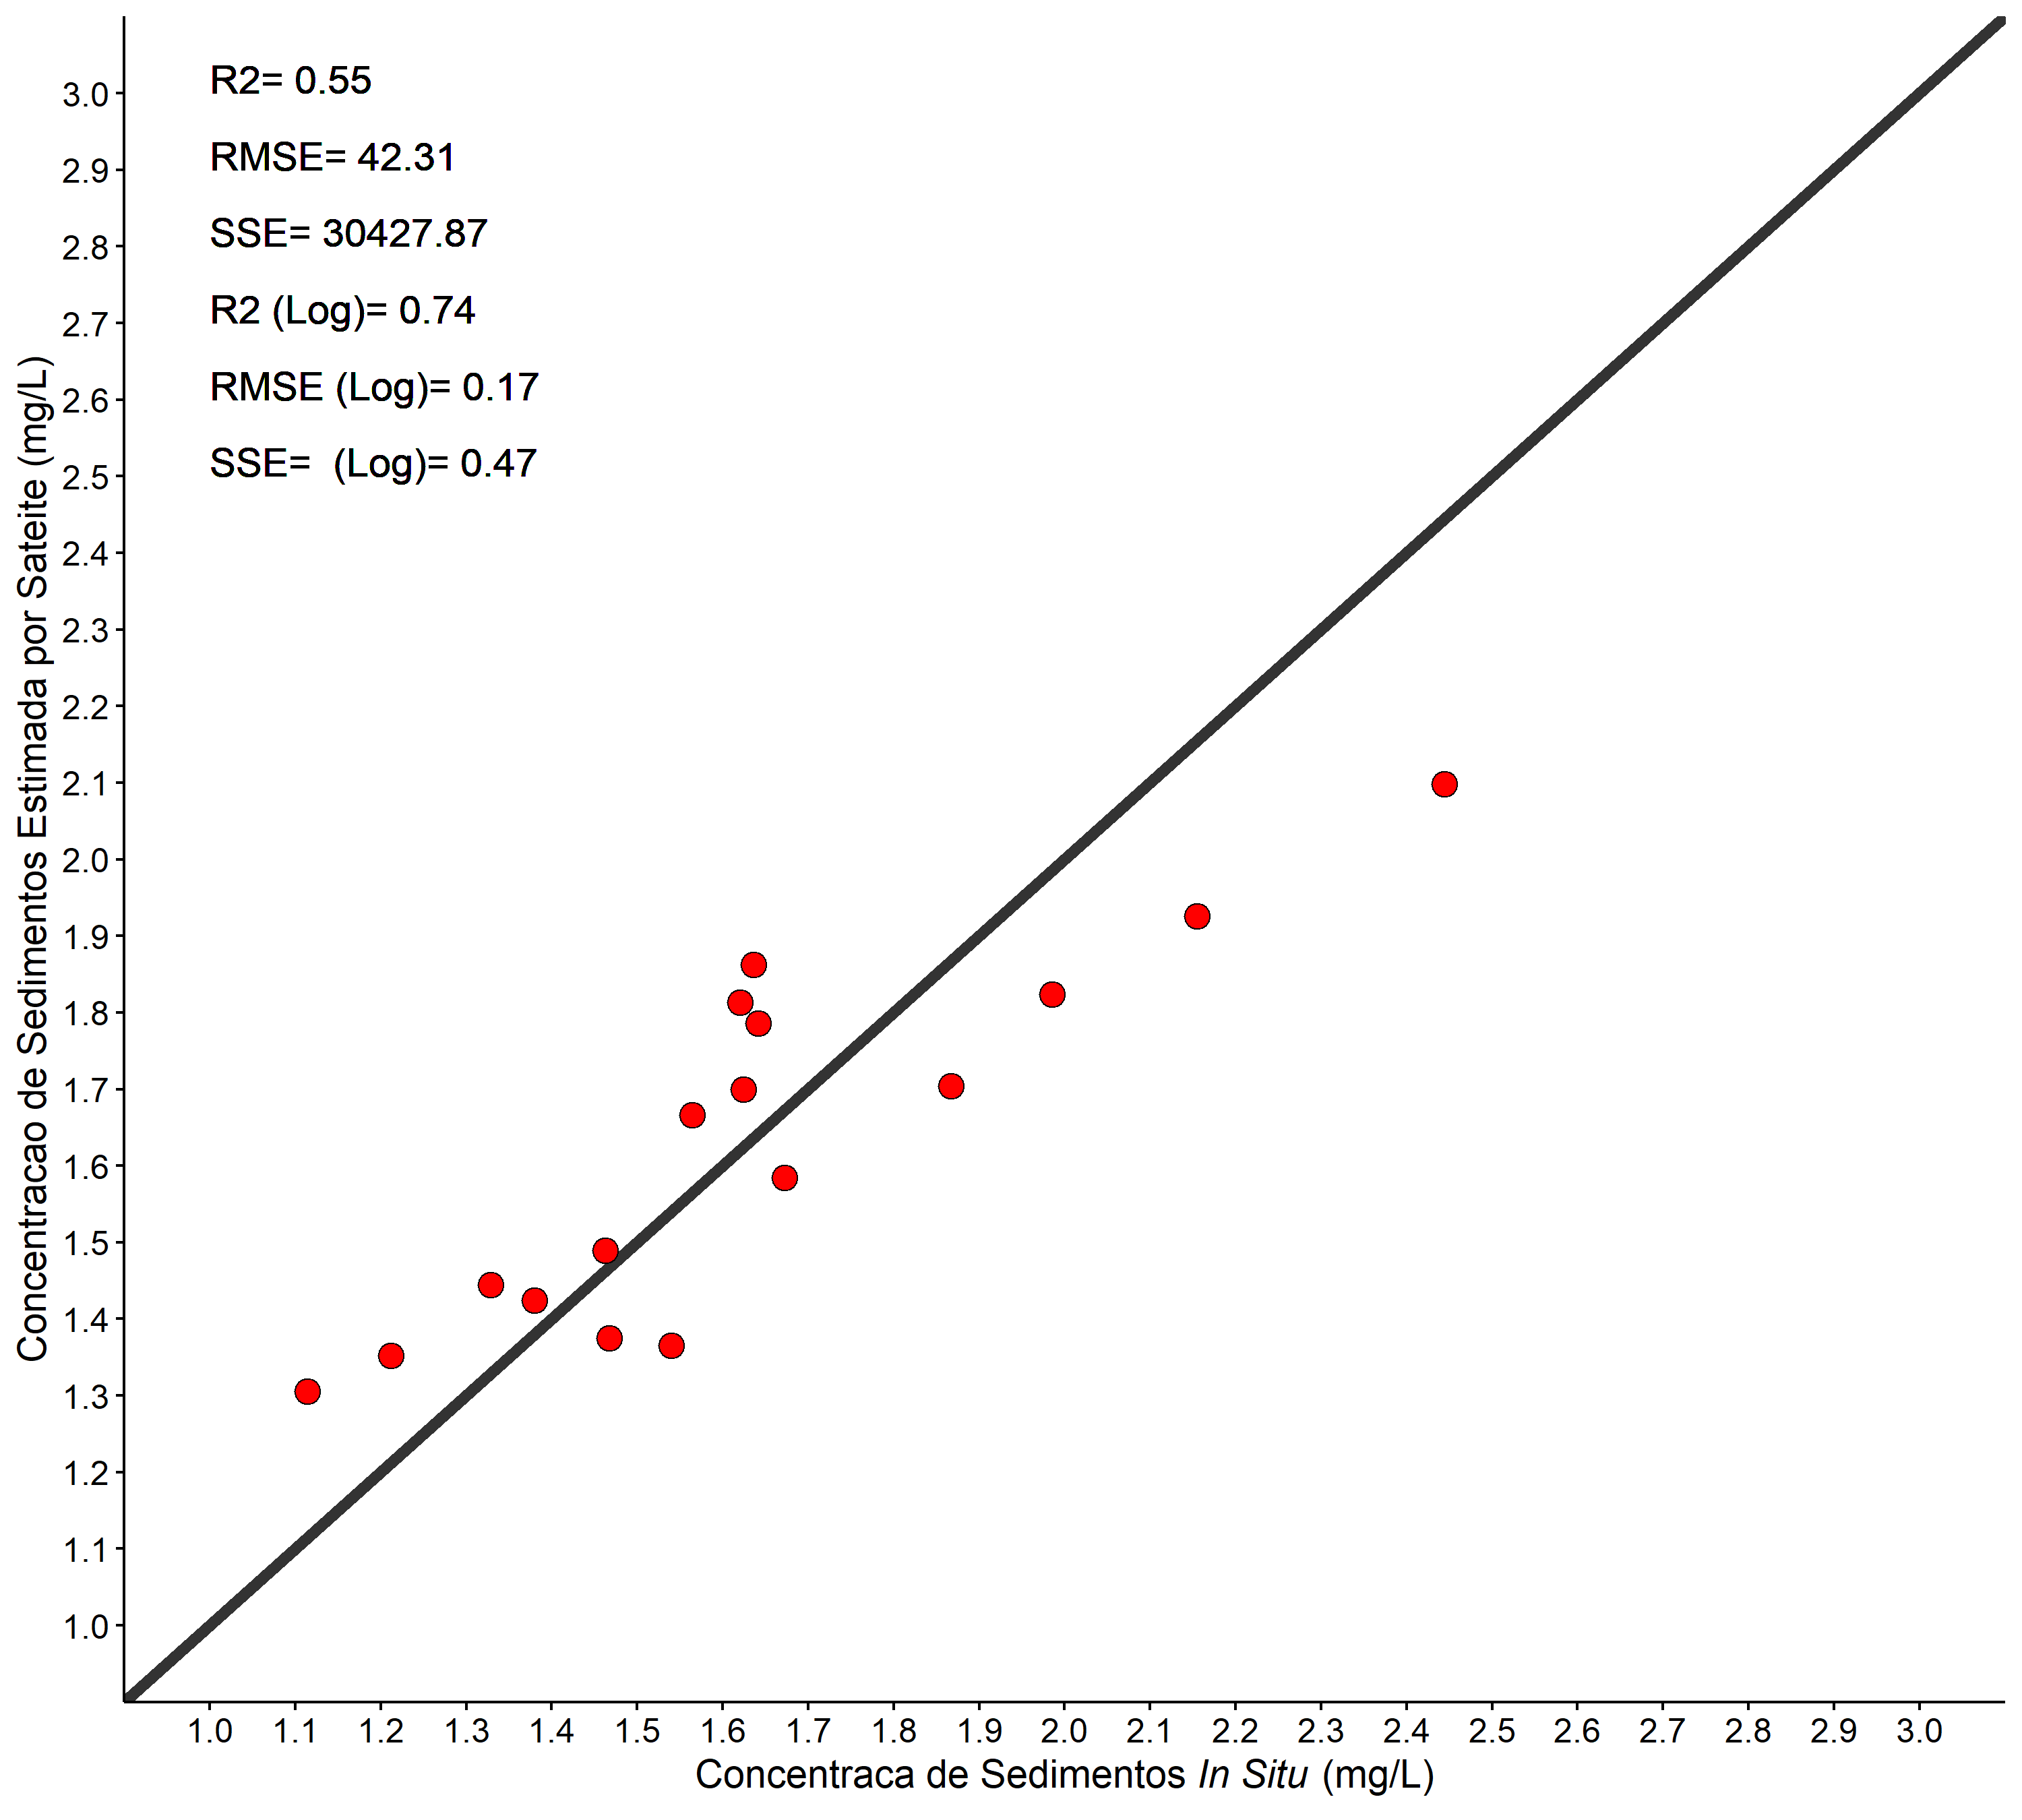 R2= 0.55
RMSE= 42.31
SSE= 30427.87
R2 (Log)= 0.74
RMSE (Log)= 0.17
SSE=  (Log)= 0.47
Concentracao de Sedimentos Estimada por Sateite (mg/L)
3.0
2.9
2.8
2.7
2.6
2.5
2.4
2.3
2.2
2.1
2.0
1.9
1.8
1.7
1.6
1.5
1.4
1.3
1.2
1.1
1.0
1.0 1.1 1.2 1.3 1.4 1.5 1.6 1.7 1.8 1.9 2.0 2.1 2.2 2.3 2.4 2.5 2.6 2.7 2.8 2.9 3.0
Concentraca de Sedimentos In Situ (mg/L)